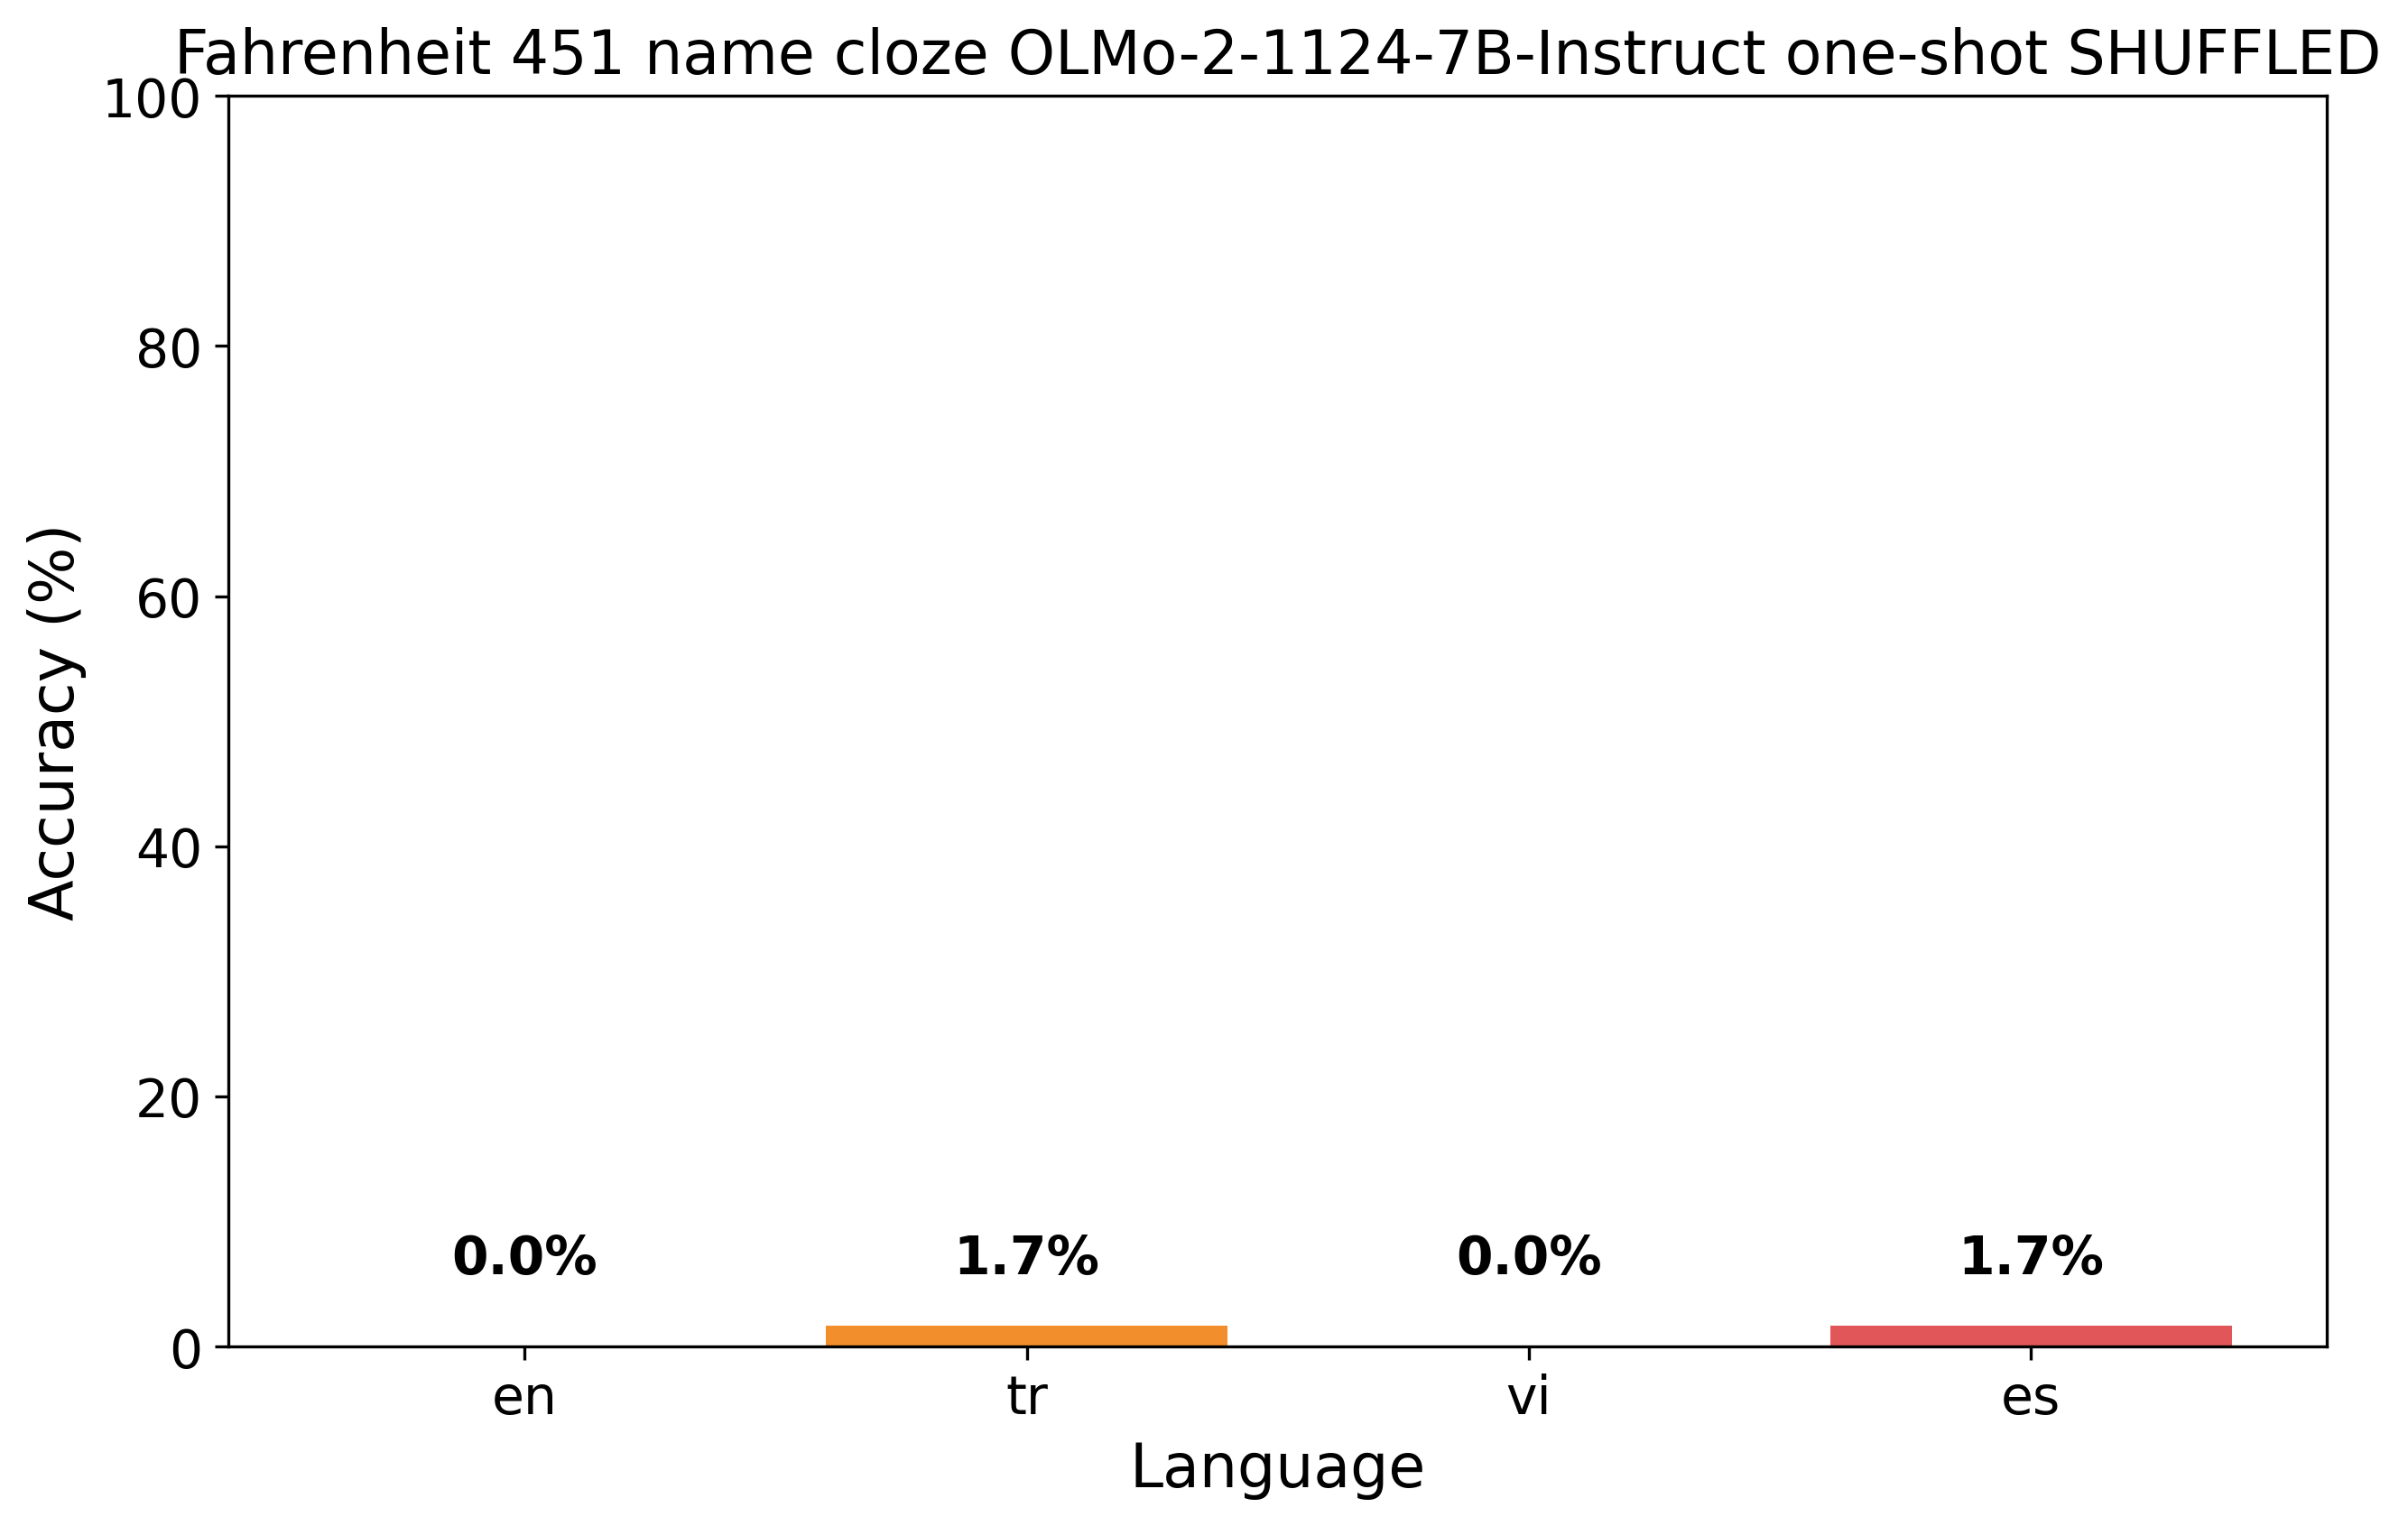 Fahrenheit 451 name cloze OLMo-2-1124-7B-Instruct one-shot SHUFFLED
Accuracy (%)
100
80
60
40
20
0
0.0%
1.7%
0.0%
1.7%
en
tr
vi
es
Language